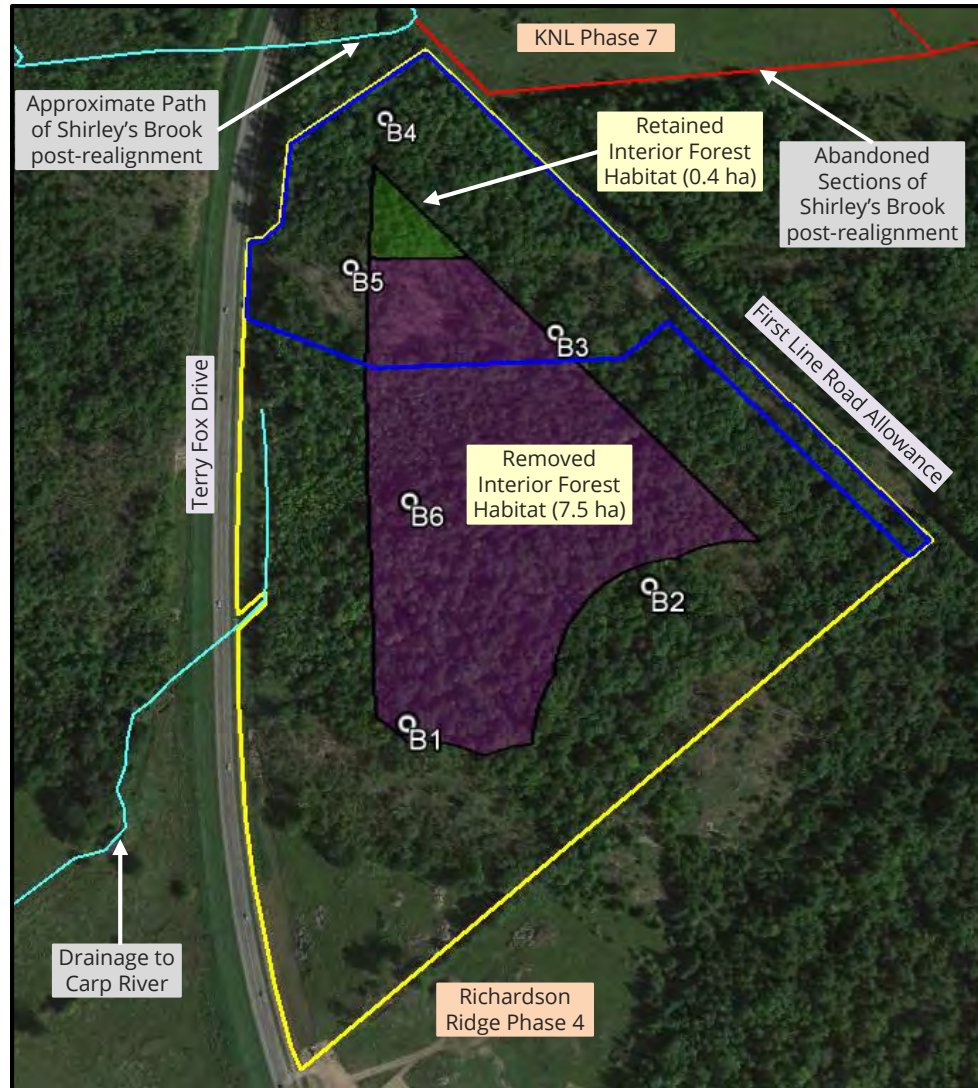 KNL Phase 7
Approximate Path
of Shirley's Brook
post-realignment
B4
Retained
Interior Forest
Habitat (0.4 ha)
Abandoned
Sections of
Shirley's Brook
post-realignment
B5
B3
First Line Road Allowance
Terry Fox Drive
Removed
Interior Forest
Habitat (7.5 ha)
B6
B2
B1
Drainage to
Carp River
Richardson
Ridge Phase 4